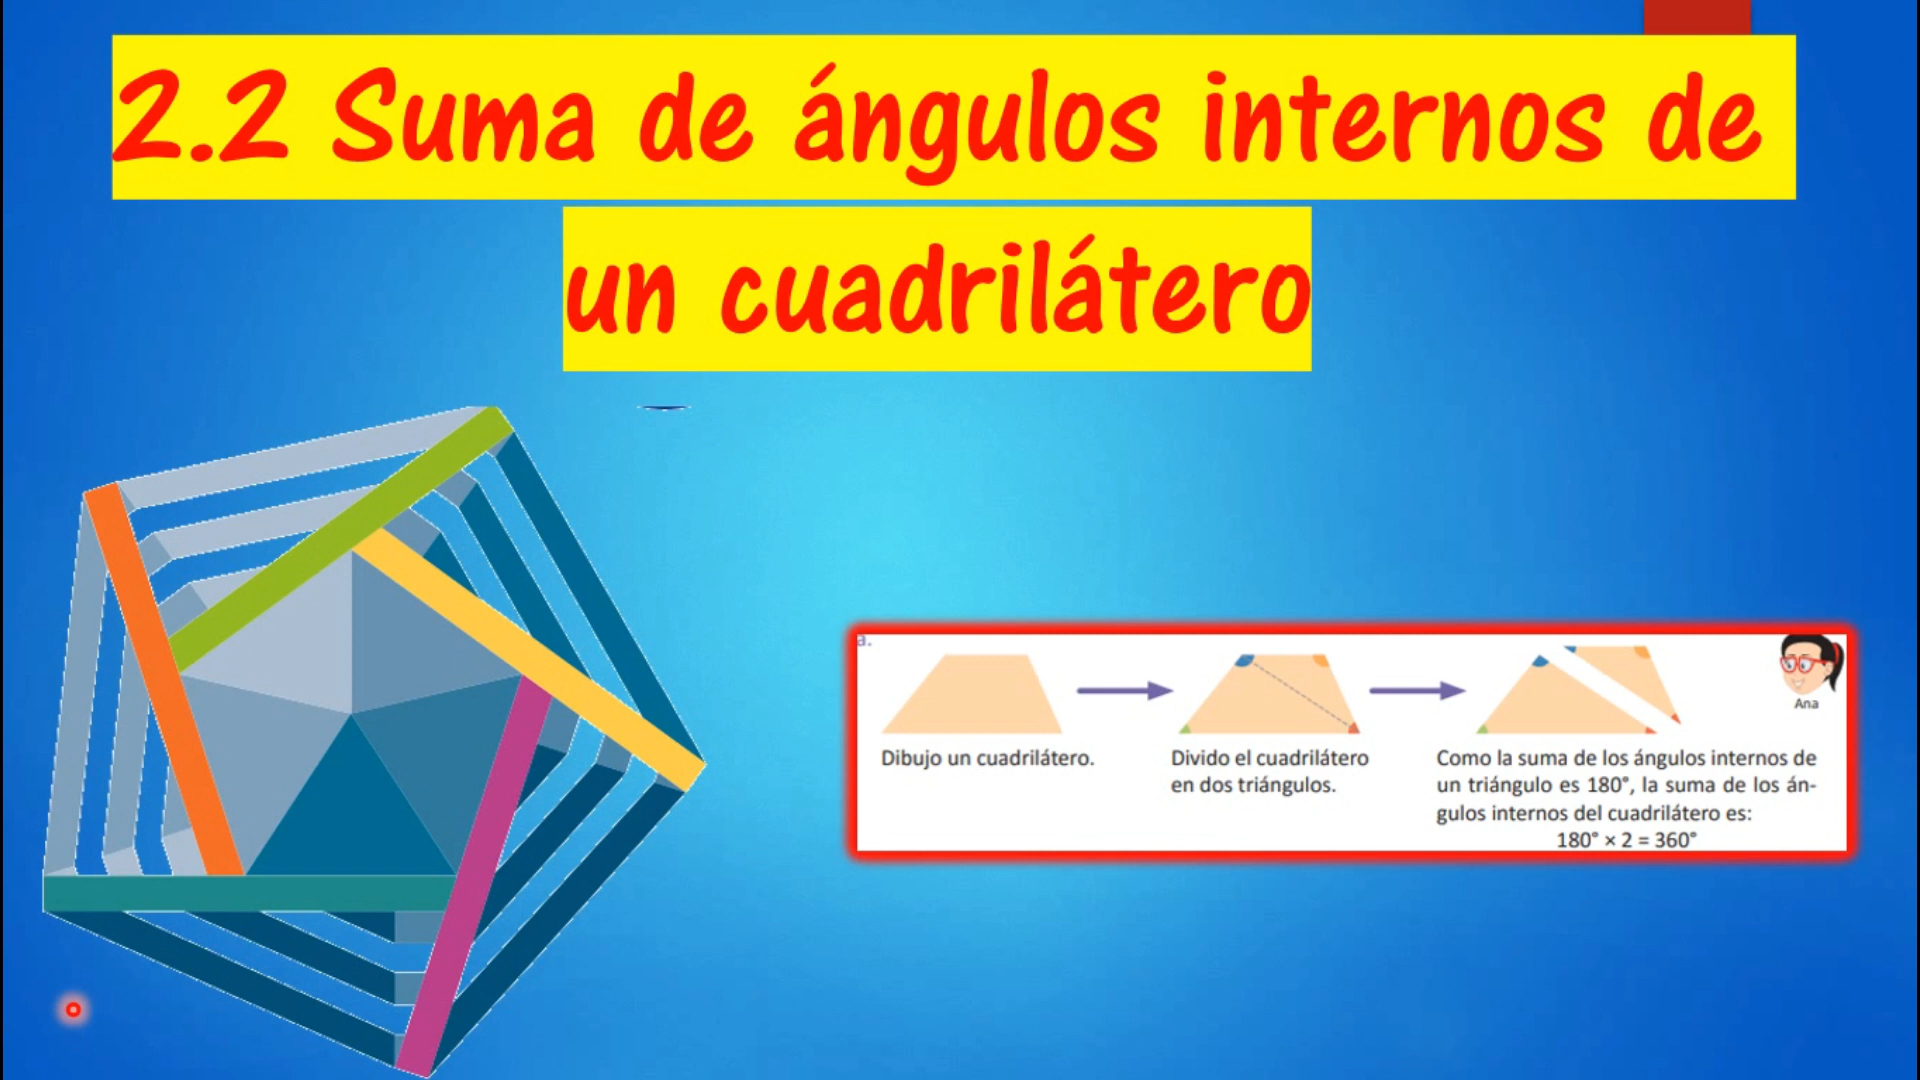 2.2 Suma de ángulos internos de
un cuadrilátero
a.
Ana
Dibujo un cuadrilátero.
Divido el cuadrilátero
en dos triángulos.
Como la suma de los ángulos internos de
un triángulo es 180°, la suma de los án-
gulos internos del cuadrilátero es:
180° × 2 = 360°